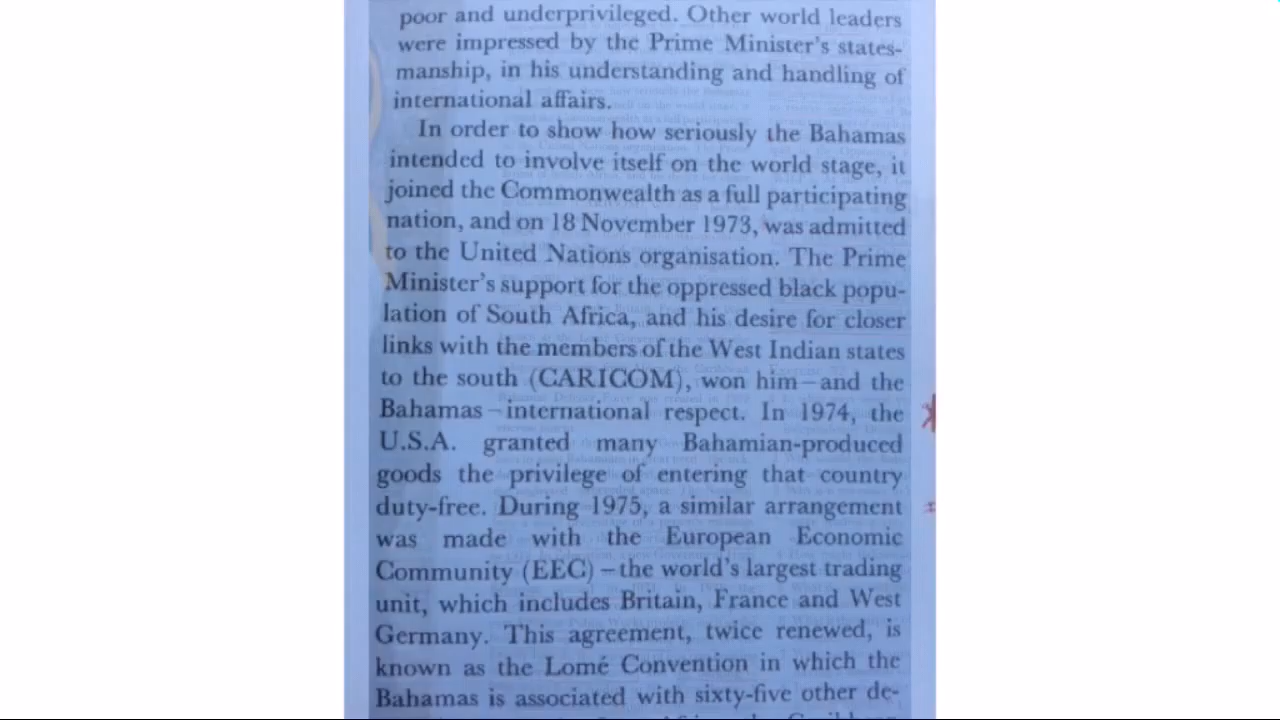 poor and underprivileged. Other world leaders
were impressed by the Prime Minister's states-
manship, in his understanding and handling of
international affairs.
In order to show how seriously the Bahamas
intended to involve itself on the world stage, it
joined the Commonwealth as a full participating
nation, and on 18 November 1973, was admitted
to the United Nations organisation. The Prime
Minister's support for the oppressed black popu-
lation of South Africa, and his desire for closer
links with the members of the West Indian states
to the south (CARICOM), won him – and the
Bahamas – international respect. In 1974, the
U.S.A. granted many Bahamian-produced
goods the privilege of entering that country
duty-free. During 1975, a similar arrangement
was made with the European Economic
Community (EEC) – the world's largest trading
unit, which includes Britain, France and West
Germany. This agreement, twice renewed, is
known as the Lomé Convention in which the
Bahamas is associated with sixty-five other de-